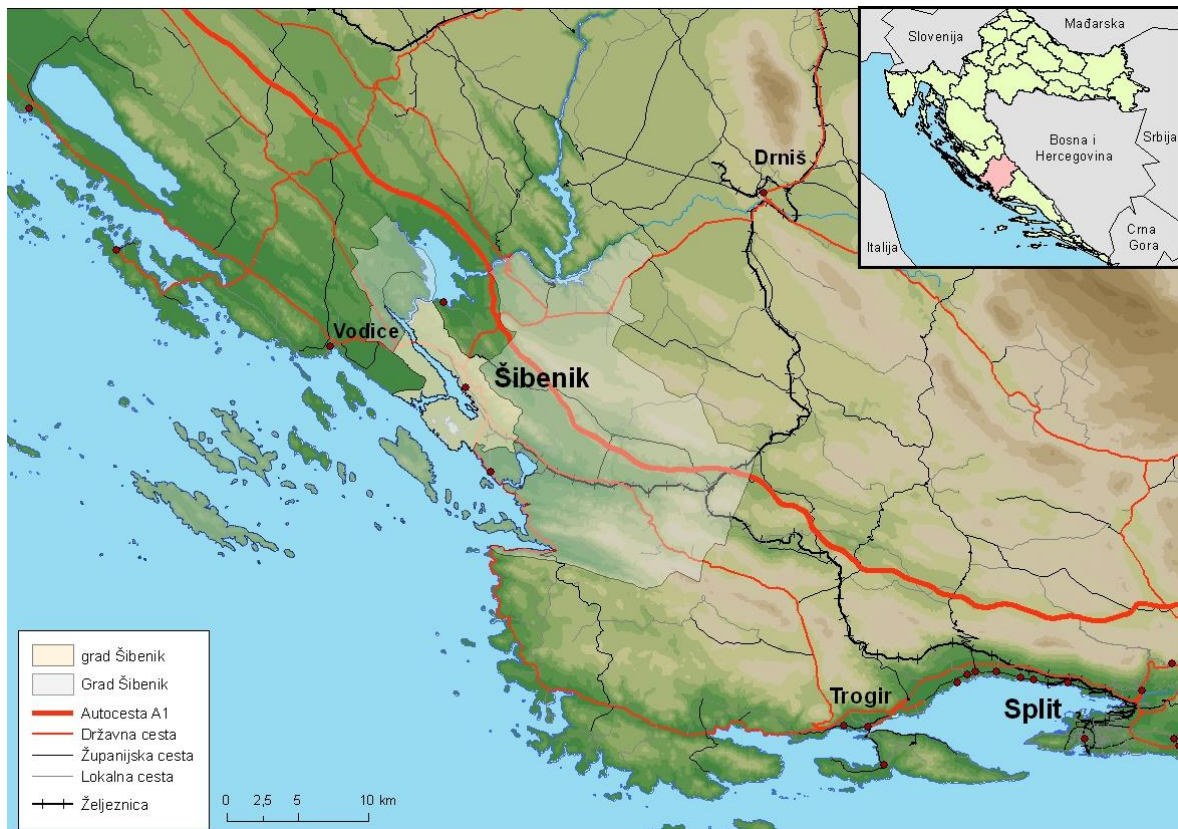 Slovenija
Mađarska
Bosna i
Hercegovina
Srbija
Crna
Gora
Italija
Drniš
Vodice
Šibenik
Trogir
Split
grad Šibenik
Grad Šibenik
Autocesta A1
Državna cesta
Županijska cesta
Lokalna cesta
Željeznica
0 2,5 5 10 km